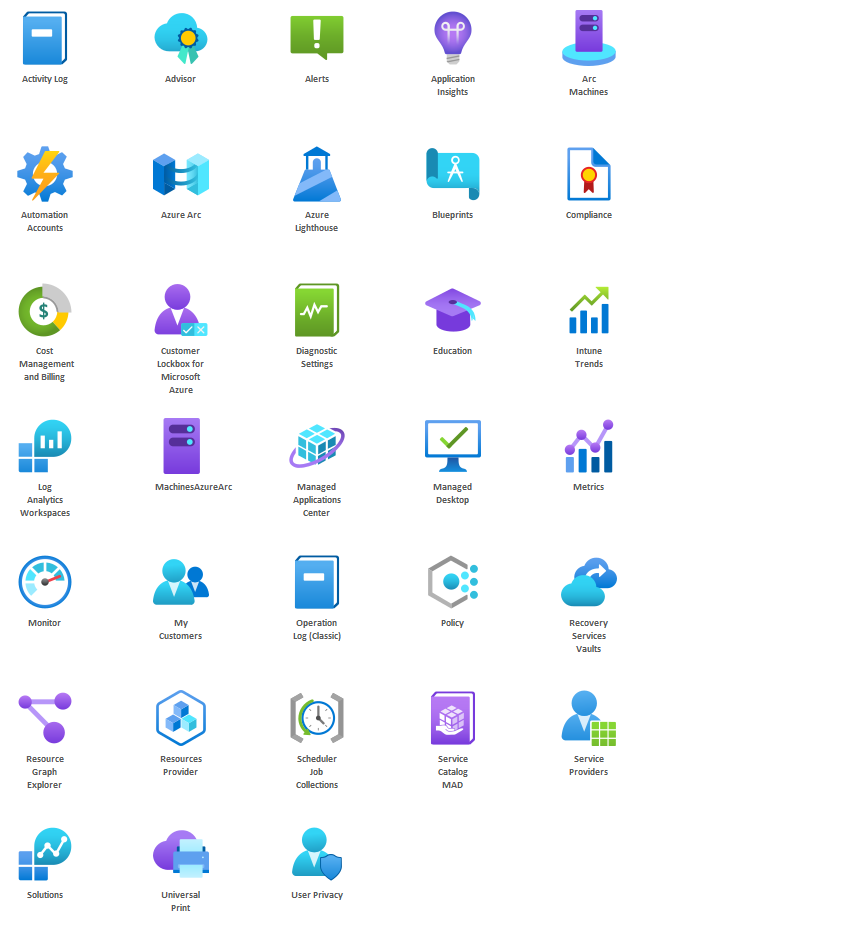 Activity Log
Advisor
Alerts
Application
Insights
Arc
Machines
Automation
Accounts
Azure Arc
Azure
Lighthouse
Blueprints
Compliance
$
Cost
Management
and Billing
Customer
Lockbox for
Microsoft
Azure
Diagnostic
Settings
Education
Intune
Trends
Log
Analytics
Workspaces
MachinesAzureArc
Managed
Applications
Center
Managed
Desktop
Metrics
Monitor
My
Customers
Operation
Log (Classic)
Policy
Recovery
Services
Vaults
Resource
Graph
Explorer
Resources
Provider
Scheduler
Job
Collections
Service
Catalog
MAD
Service
Providers
Solutions
Universal
Print
User Privacy